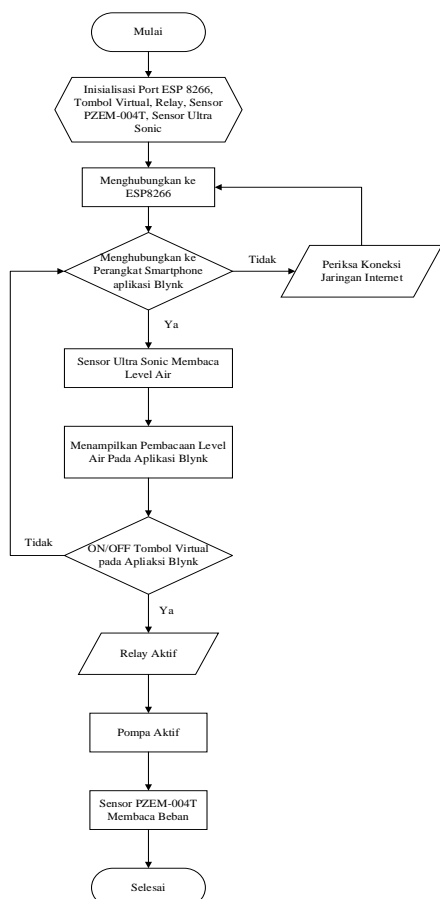 Mulai
Inisialisasi Port ESP 8266,
Tombol Virtual, Relay, Sensor
PZEM-004T, Sensor Ultra
Sonic
Menghubungkan ke
ESP8266
Menghubungkan ke
Perangkat Smartphone
aplikasi Blynk
Tidak
Periksa Koneksi
Jaringan Internet
Ya
Sensor Ultra Sonic Membaca
Level Air
Menampilkan Pembacaan Level
Air Pada Aplikasi Blynk
Tidak
ON/OFF Tombol Virtual
pada Apliaksi Blynk
Ya
Relay Aktif
Pompa Aktif
Sensor PZEM-004T
Membaca Beban
Selesai